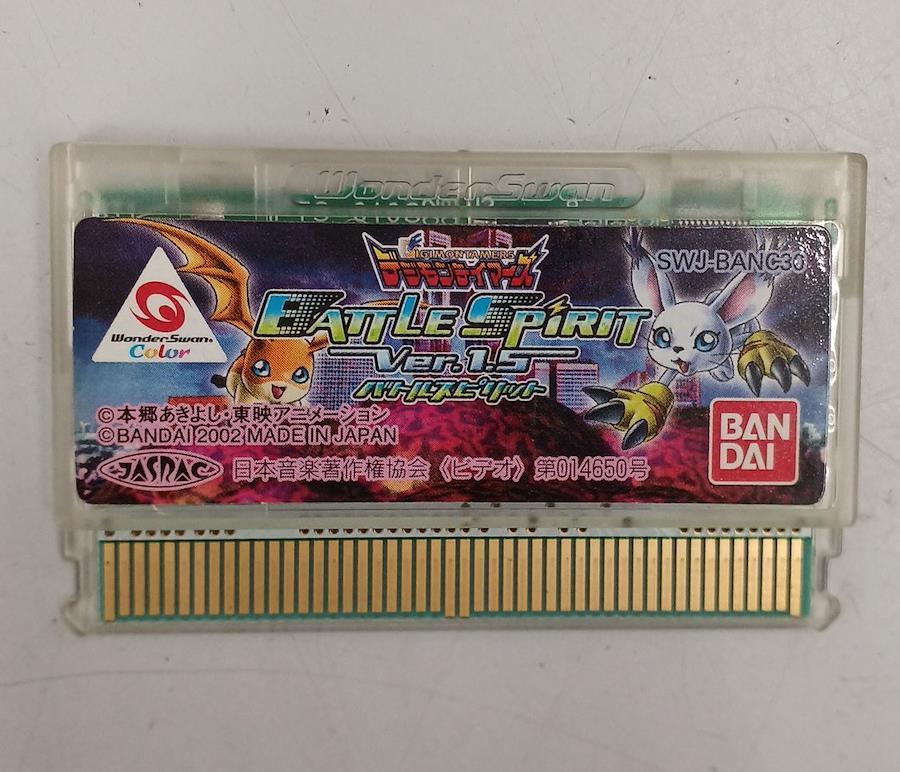 WonderSwan
DIGIMONTAMERS
デジモンテイマーズ
SWJ-BANC30
BATTLE SPIRIT
Ver.1.5
バトルスピリット
WonderSwan
Color
©本郷あきよし・東映アニメーション
©BANDAI 2002 MADE IN JAPAN
BAN
DAI
JASRAC
日本音楽著作権協会〈ビデオ〉第014650号